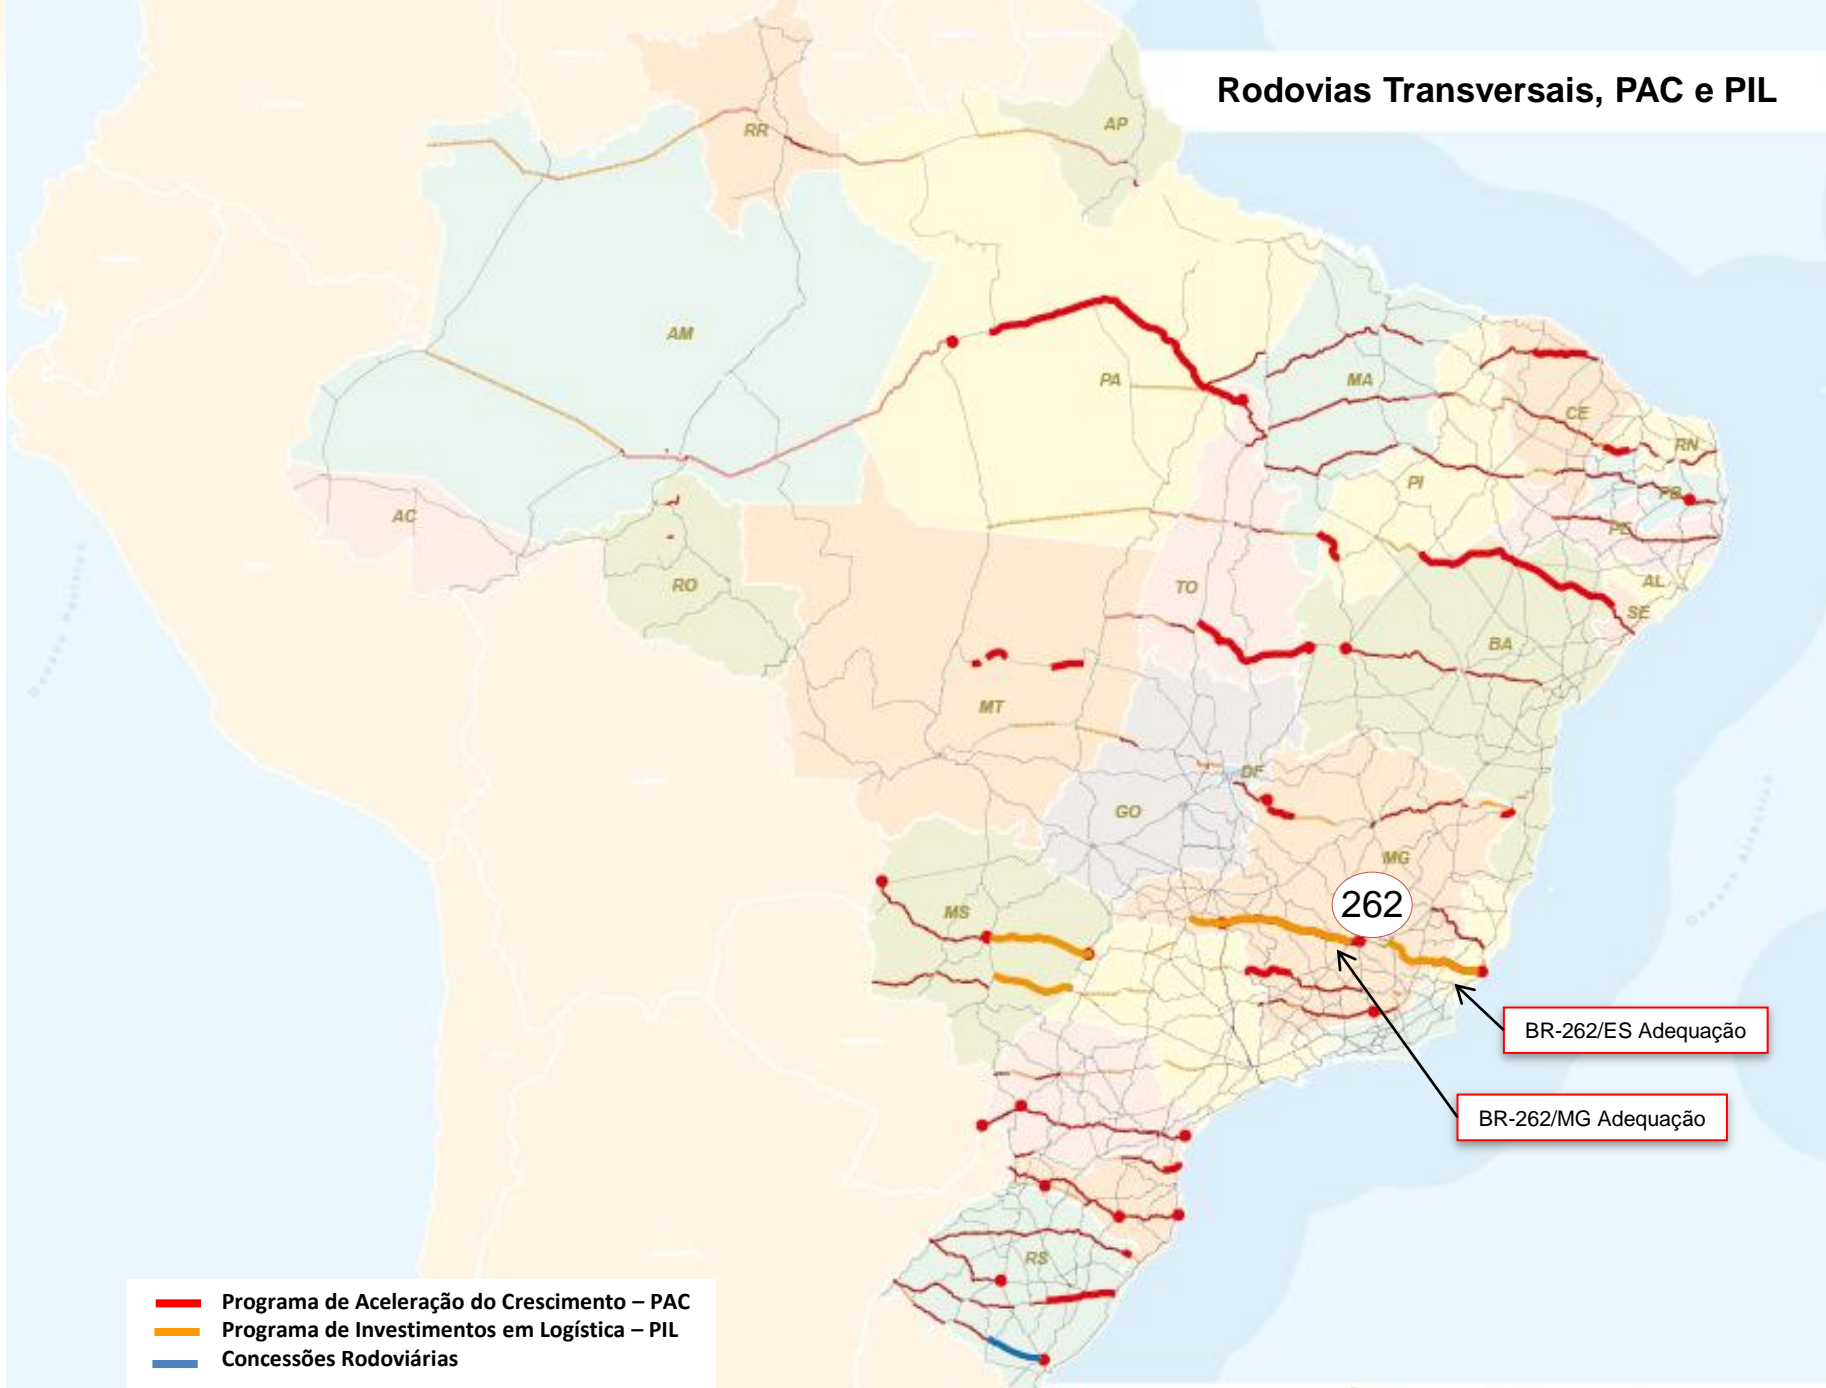 Rodovias Transversais, PAC e PIL
RR
AP
AM
PA
MA
CE
RN
PI
PB
PE
AC
AL
SE
RO
TO
BA
MT
DF
GO
MG
262
MS
BR-262/ES Adequação
BR-262/MG Adequação
RS
Programa de Aceleração do Crescimento – PAC
Programa de Investimentos em Logística – PIL
Concessões Rodoviárias